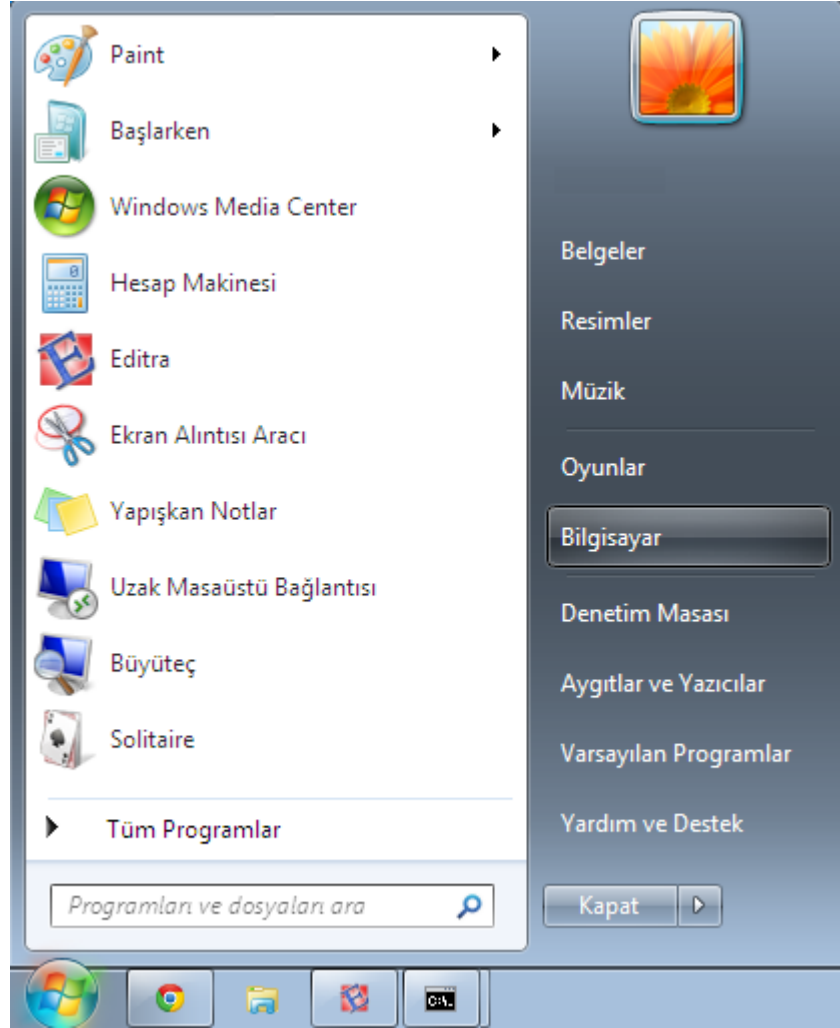 Paint
Başlarken
Windows Media Center
Hesap Makinesi
Editra
Ekran Alıntısı Aracı
Yapışkan Notlar
Uzak Masaüstü Bağlantısı
Büyüteç
Solitaire
Tüm Programlar
Programları ve dosyaları ara
Belgeler
Resimler
Müzik
Oyunlar
Bilgisayar
Denetim Masası
Aygıtlar ve Yazıcılar
Varsayılan Programlar
Yardım ve Destek
Kapat
C:\.